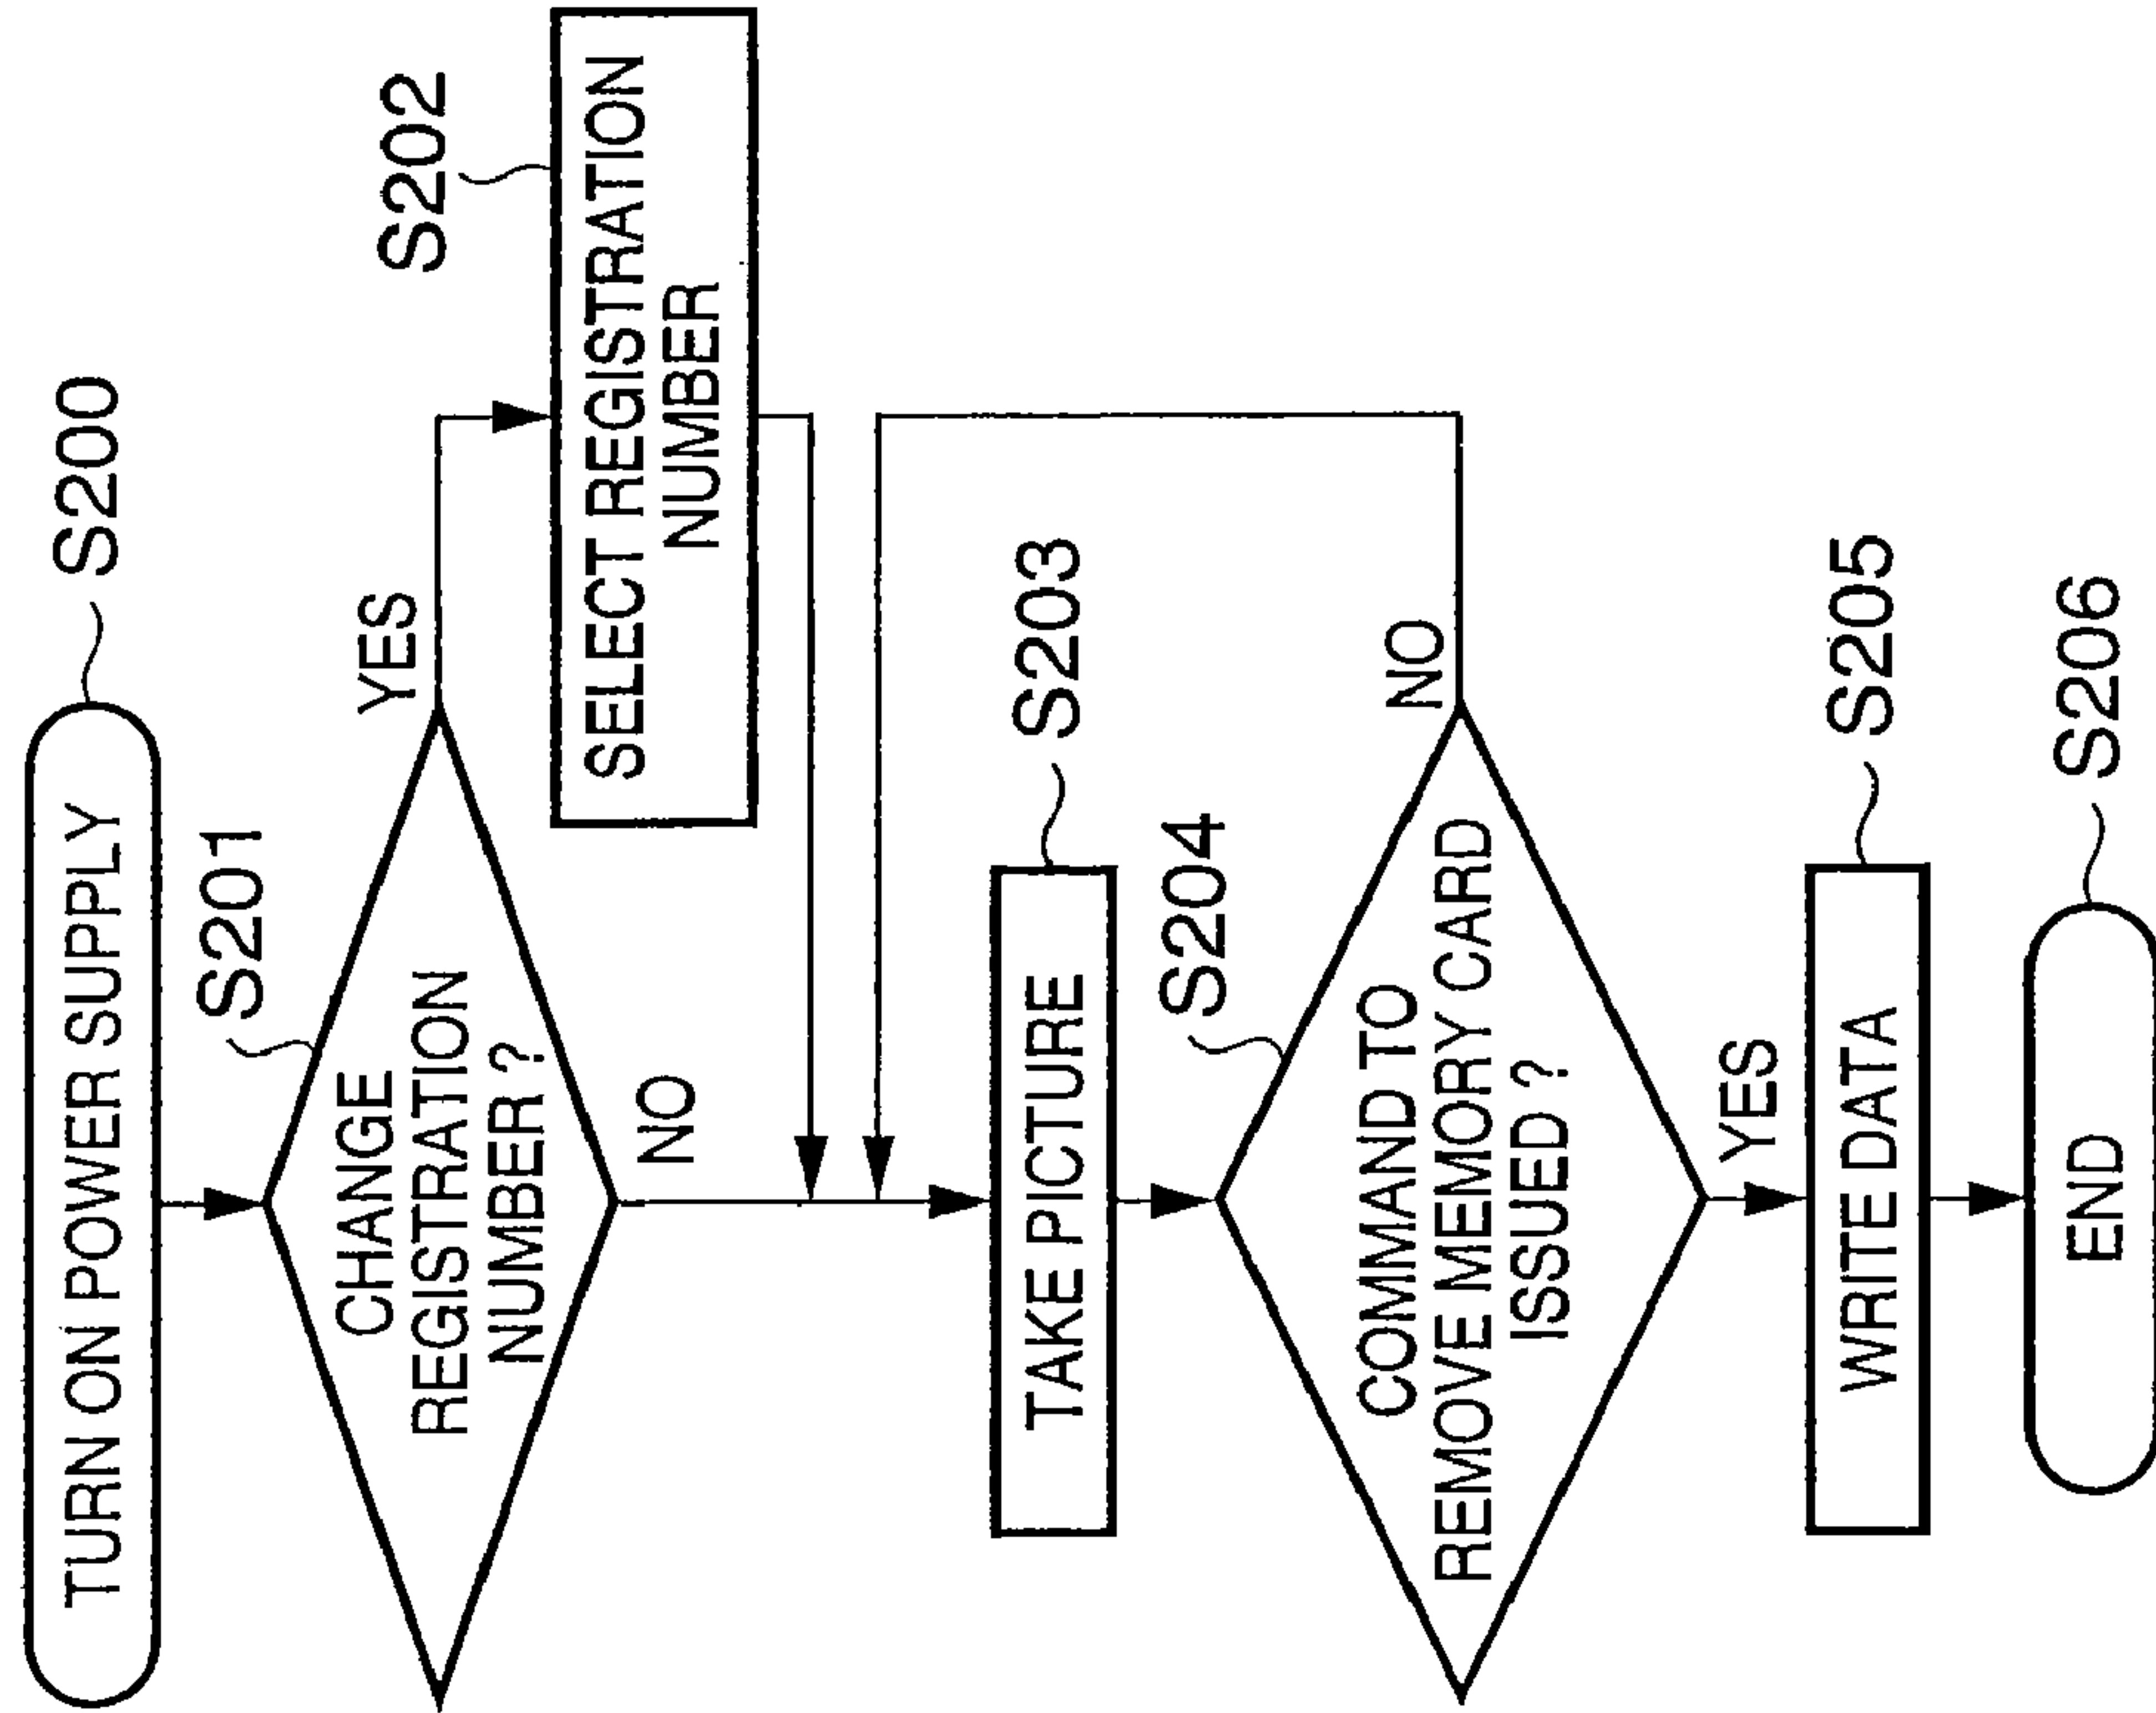 TURN ON POWER SUPPLY
S200
S201
CHANGE
REGISTRATION
NUMBER ?
YES
S202
SELECT REGISTRATION
NUMBER
NO
S203
TAKE PICTURE
S204
COMMAND TO
REMOVE MEMORY CARD
ISSUED ?
NO
YES
S205
WRITE DATA
S206
END